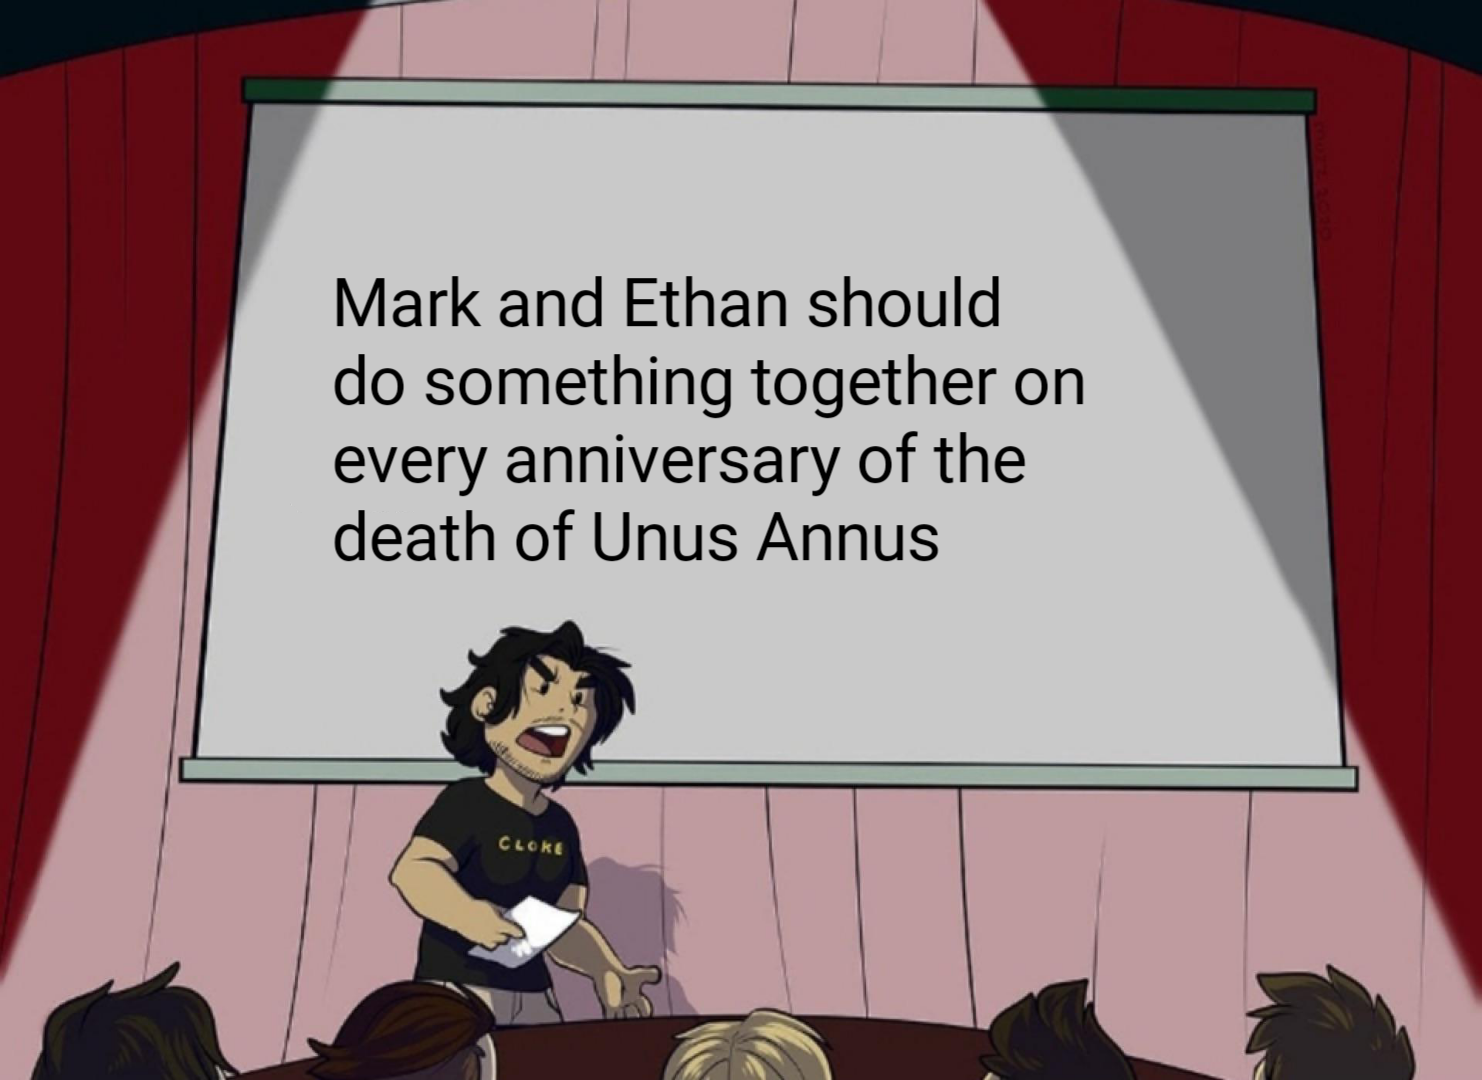 Mark and Ethan should
do something together on
every anniversary of the
death of Unus Annus
CLOKE